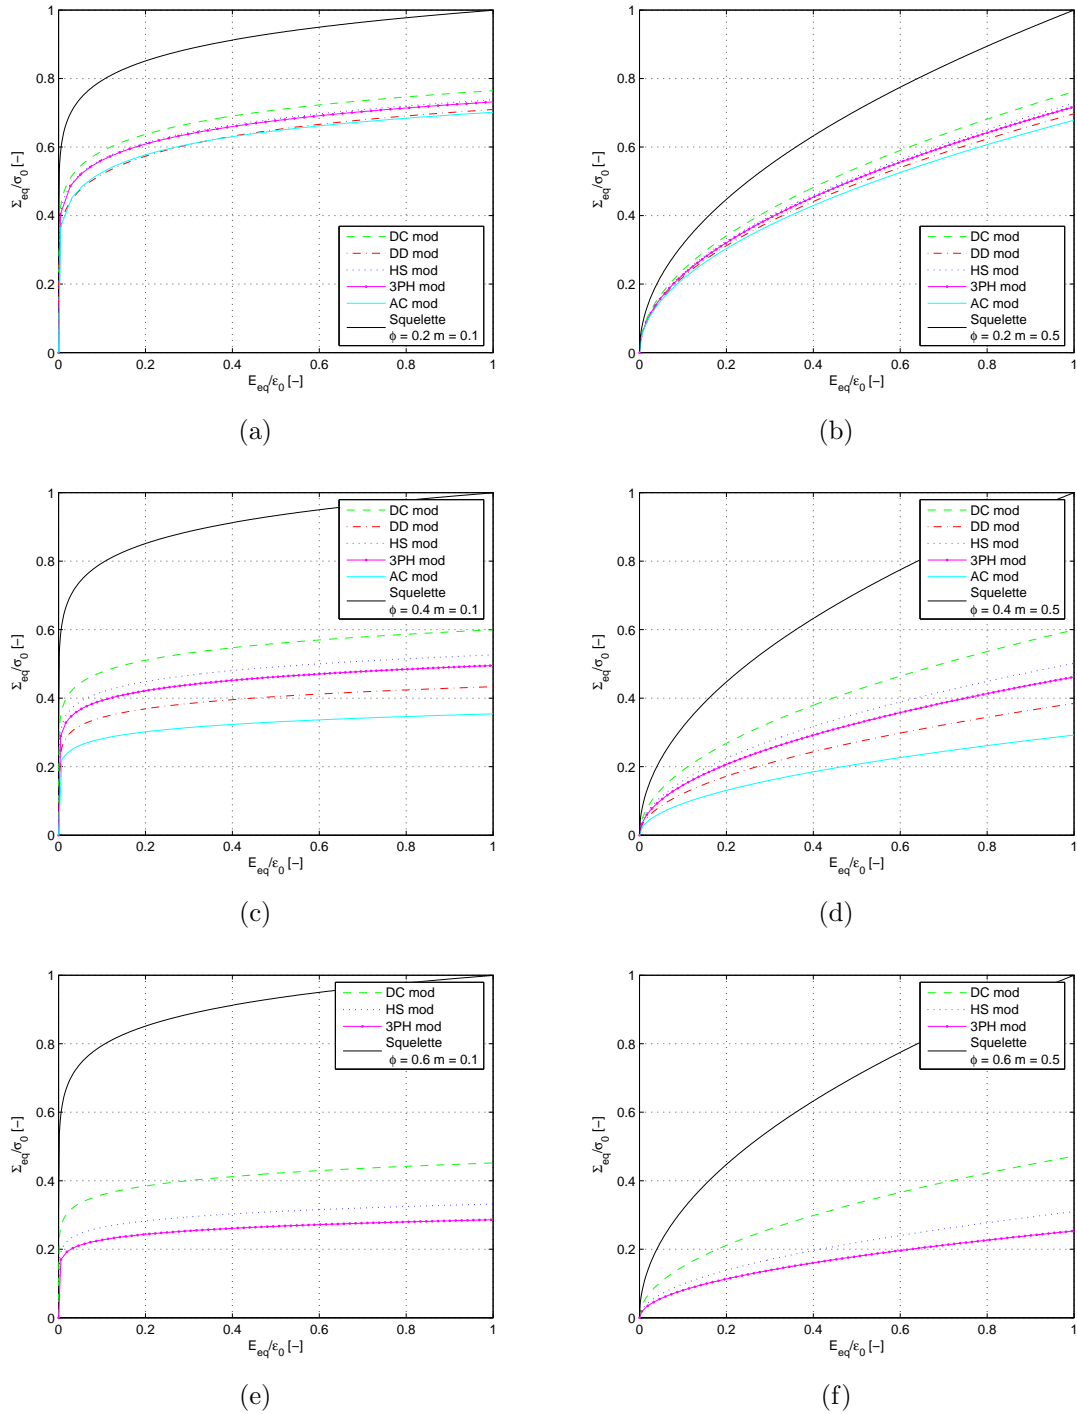 1
0.8
0.6
0.4
0.2
0
Σeq/σ0 [−]
DC mod
DD mod
HS mod
3PH mod
AC mod
Squelette
ϕ = 0.2 m = 0.1
0 0.2 0.4 0.6 0.8 1
Eeq/ε0 [−]
(a)
1
0.8
0.6
0.4
0.2
0
Σeq/σ0 [−]
DC mod
DD mod
HS mod
3PH mod
AC mod
Squelette
ϕ = 0.2 m = 0.5
0 0.2 0.4 0.6 0.8 1
Eeq/ε0 [−]
(b)
1
0.8
0.6
0.4
0.2
0
Σeq/σ0 [−]
DC mod
DD mod
HS mod
3PH mod
AC mod
Squelette
ϕ = 0.4 m = 0.1
0 0.2 0.4 0.6 0.8 1
Eeq/ε0 [−]
(c)
1
0.8
0.6
0.4
0.2
0
Σeq/σ0 [−]
DC mod
DD mod
HS mod
3PH mod
AC mod
Squelette
ϕ = 0.4 m = 0.5
0 0.2 0.4 0.6 0.8 1
Eeq/ε0 [−]
(d)
1
0.8
0.6
0.4
0.2
0
Σeq/σ0 [−]
DC mod
HS mod
3PH mod
Squelette
ϕ = 0.6 m = 0.1
0 0.2 0.4 0.6 0.8 1
Eeq/ε0 [−]
(e)
1
0.8
0.6
0.4
0.2
0
Σeq/σ0 [−]
DC mod
HS mod
3PH mod
Squelette
ϕ = 0.6 m = 0.5
0 0.2 0.4 0.6 0.8 1
Eeq/ε0 [−]
(f)